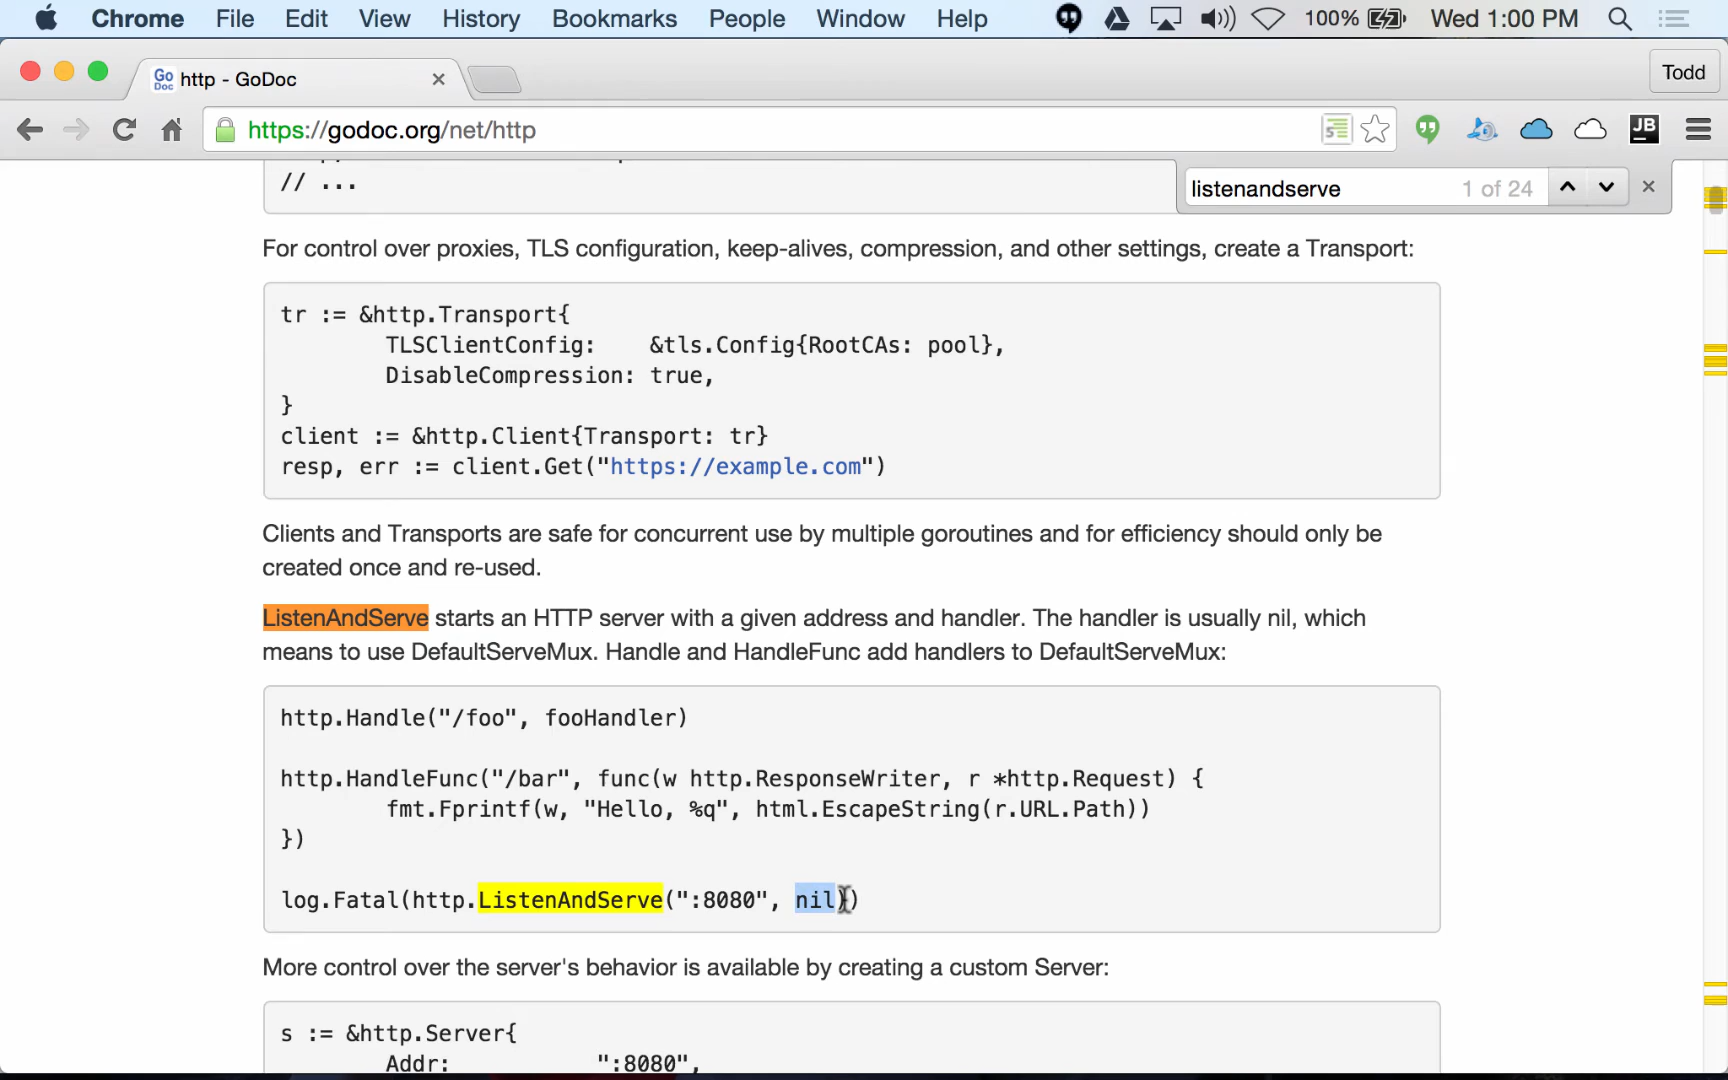 Chrome File Edit View History Bookmarks People Window Help 100% Wed 1:00 PM
Go Doc http - GoDoc Todd
https://godoc.org/net/http JB
listenandserve 1 of 24
// ...
For control over proxies, TLS configuration, keep-alives, compression, and other settings, create a Transport:
tr := &http.Transport{
TLSClientConfig: &tls.Config{RootCAs: pool},
DisableCompression: true,
}
client := &http.Client{Transport: tr}
resp, err := client.Get("https://example.com")
Clients and Transports are safe for concurrent use by multiple goroutines and for efficiency should only be
created once and re-used.
ListenAndServe starts an HTTP server with a given address and handler. The handler is usually nil, which
means to use DefaultServeMux. Handle and HandleFunc add handlers to DefaultServeMux:
http.Handle("/foo", fooHandler)
http.HandleFunc("/bar", func(w http.ResponseWriter, r *http.Request) {
fmt.Fprintf(w, "Hello, %q", html.EscapeString(r.URL.Path))
})
log.Fatal(http.ListenAndServe(":8080", nil))
More control over the server's behavior is available by creating a custom Server:
s := &http.Server{
Addr: ":8080",